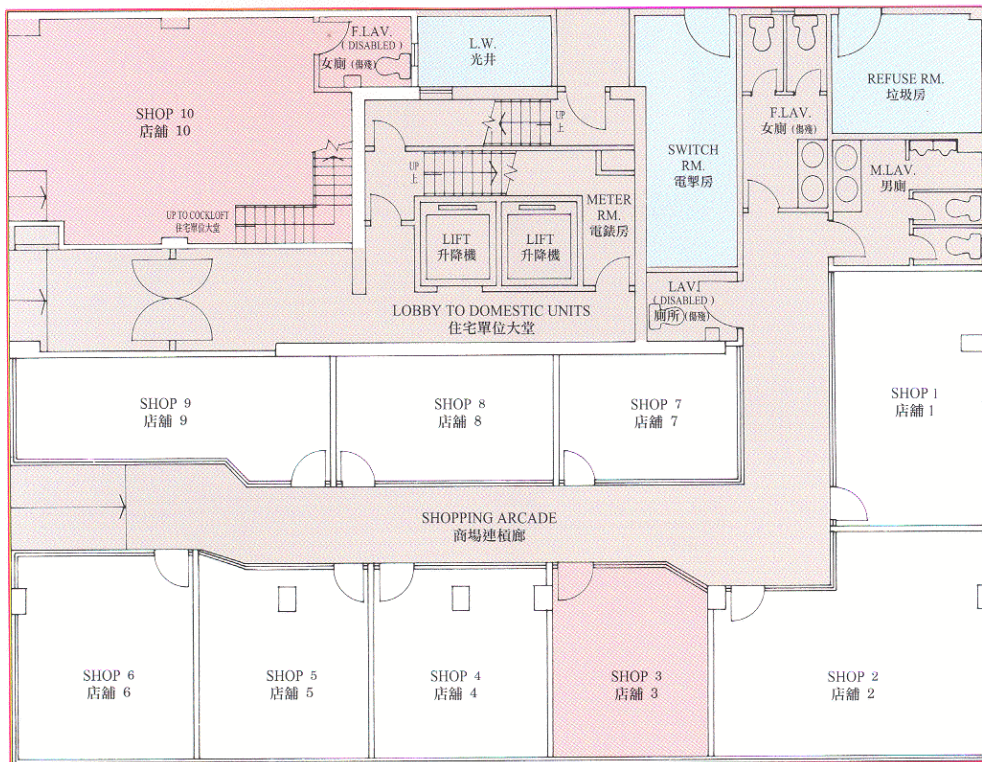 F.LAV.
( DISABLED )
女廁 (傷殘)
L.W.
光井
SHOP 10
店舖 10
UP TO COCKLOFT
住宅單位大堂
UP
上
UP
上
SWITCH
RM.
電掣房
F.LAV.
女廁 (傷殘)
REFUSE RM.
垃圾房
M.LAV.
男廁
METER
RM.
電錶房
LIFT
升降機
LIFT
升降機
LAV.
( DISABLED )
廁所 (傷殘)
LOBBY TO DOMESTIC UNITS
住宅單位大堂
SHOP 9
店舖 9
SHOP 8
店舖 8
SHOP 7
店舖 7
SHOP 1
店舖 1
SHOPPING ARCADE
商場連楨廊
SHOP 6
店舖 6
SHOP 5
店舖 5
SHOP 4
店舖 4
SHOP 3
店舖 3
SHOP 2
店舖 2